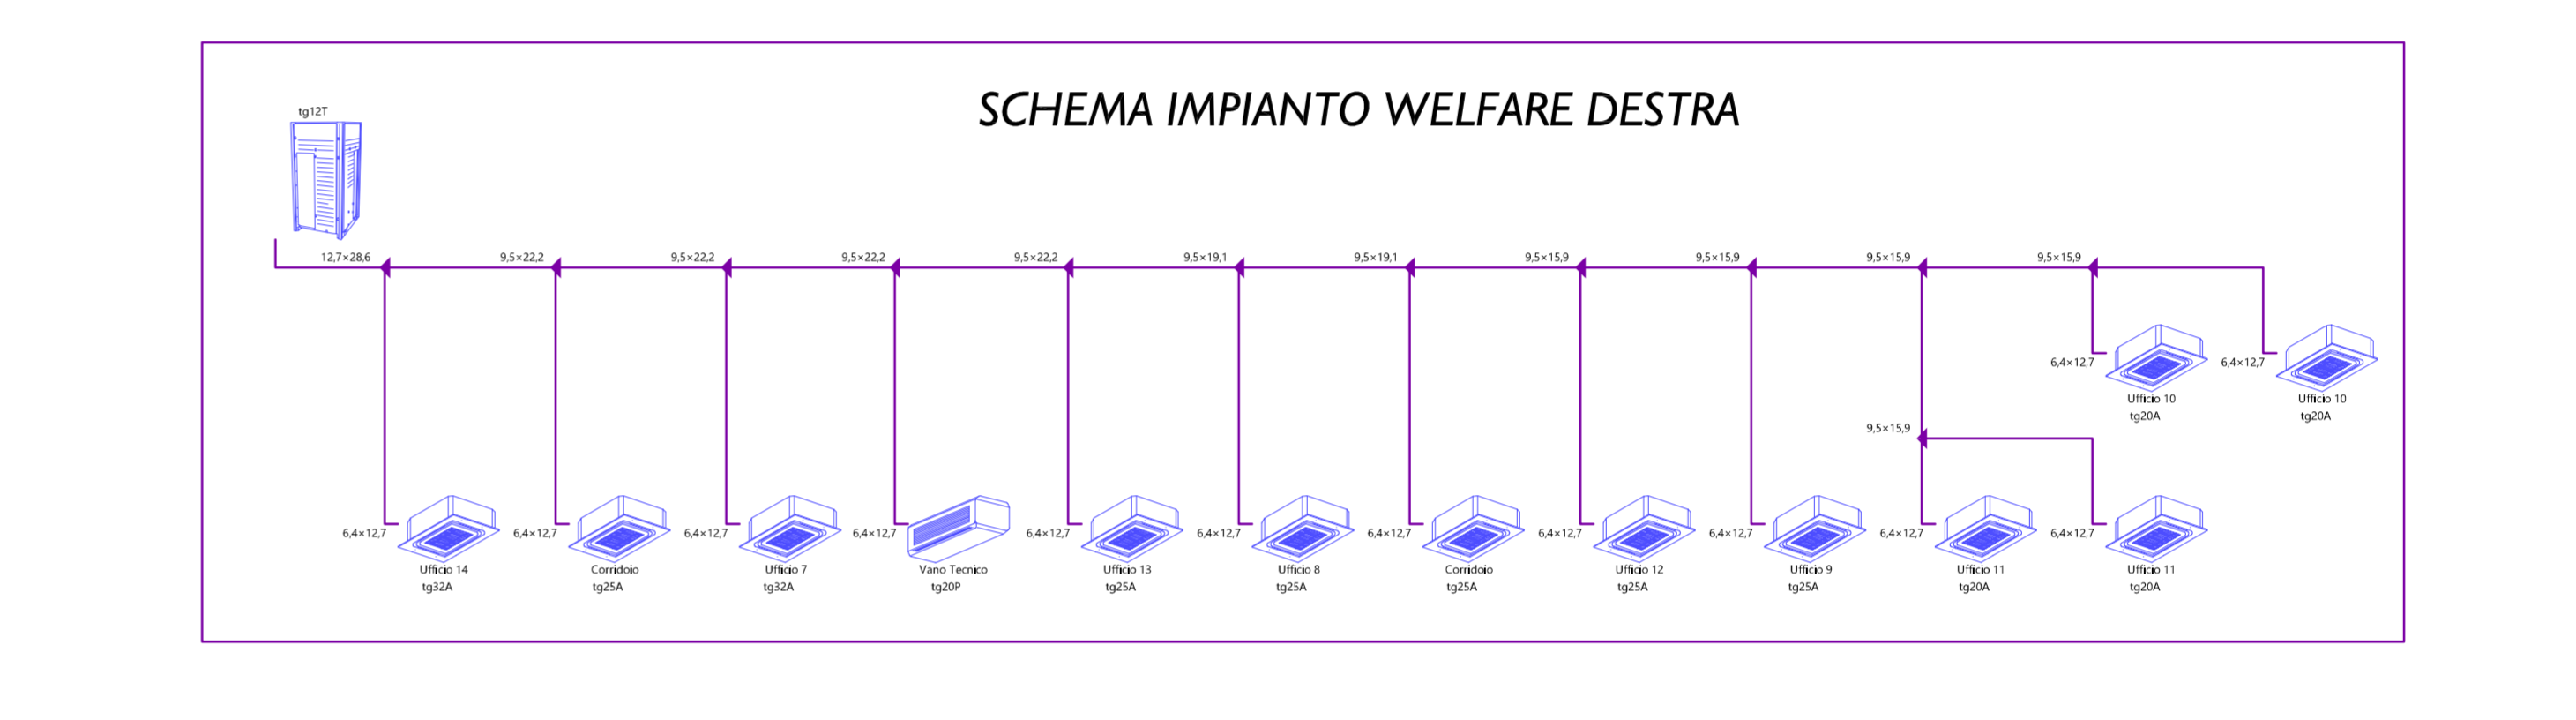 SCHEMA IMPIANTO WELFARE DESTRA
tg12T
12,7×28,6
9,5×22,2
9,5×22,2
9,5×22,2
9,5×22,2
9,5×19,1
9,5×19,1
9,5×15,9
9,5×15,9
9,5×15,9
9,5×15,9
6,4×12,7
6,4×12,7
Ufficio 10
tg20A
Ufficio 10
tg20A
9,5×15,9
6,4×12,7
6,4×12,7
6,4×12,7
6,4×12,7
6,4×12,7
6,4×12,7
6,4×12,7
6,4×12,7
6,4×12,7
6,4×12,7
6,4×12,7
Ufficio 14
tg32A
Corridoio
tg25A
Ufficio 7
tg32A
Vano Tecnico
tg20P
Ufficio 13
tg25A
Ufficio 8
tg25A
Corridoio
tg25A
Ufficio 12
tg25A
Ufficio 9
tg25A
Ufficio 11
tg20A
Ufficio 11
tg20A